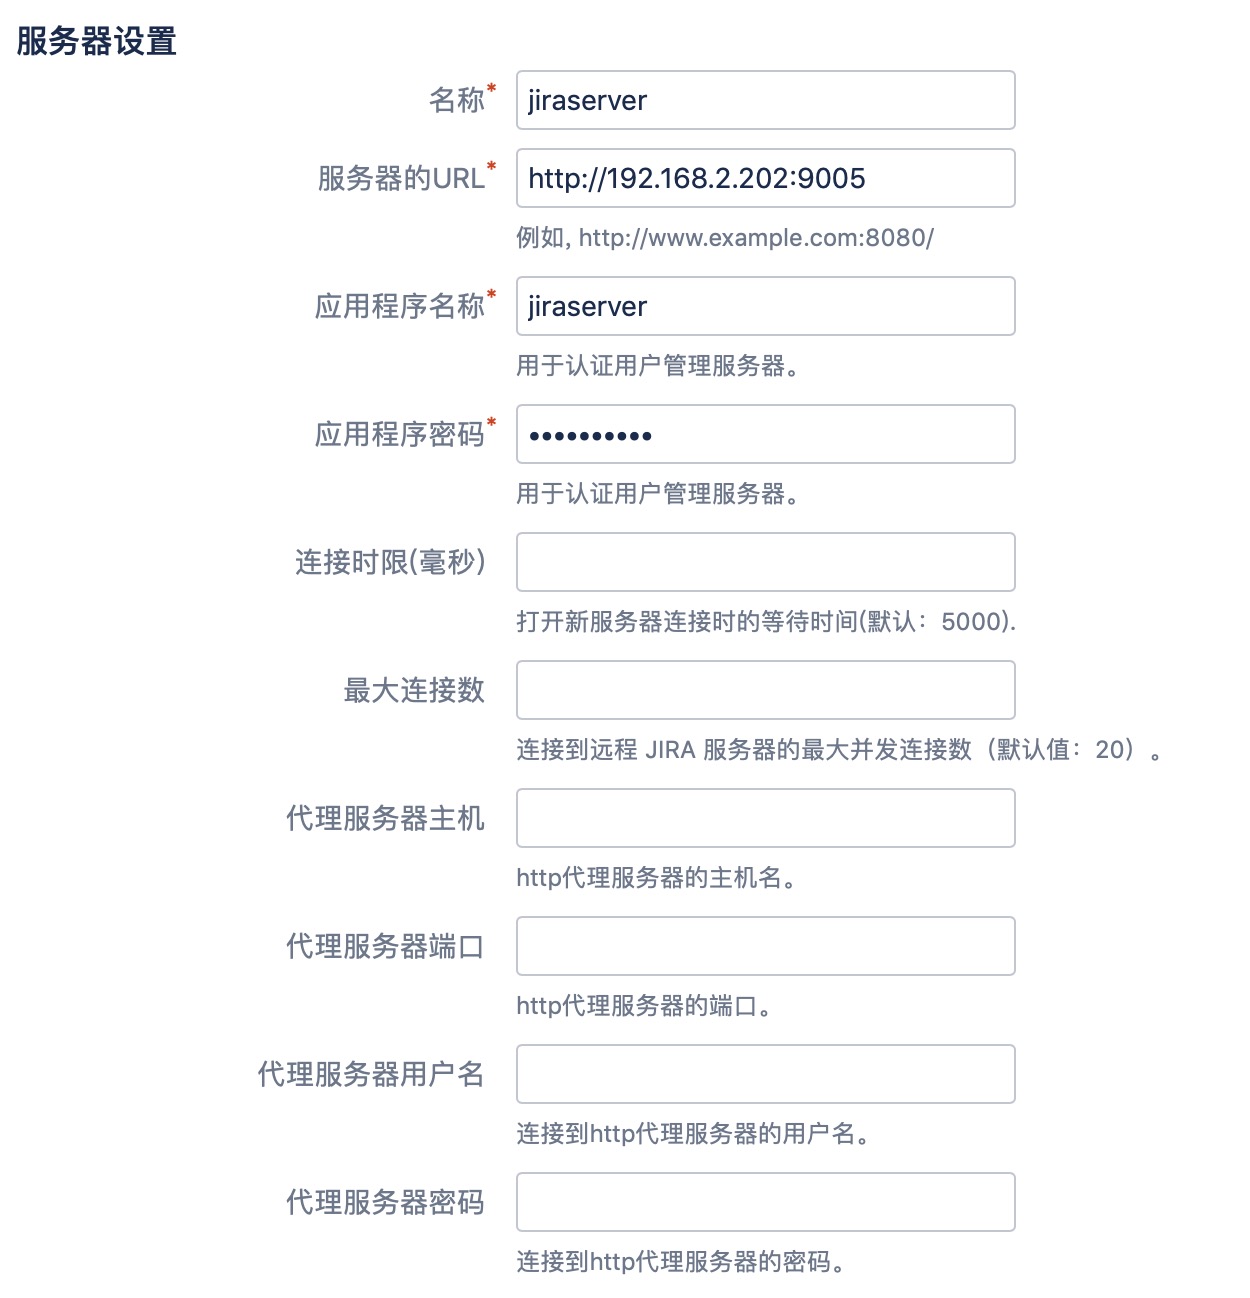 服务器设置
名称*
jiraserver
服务器的URL*
http://192.168.2.202:9005
例如, http://www.example.com:8080/
应用程序名称*
jiraserver
用于认证用户管理服务器。
应用程序密码*
••••••••••
用于认证用户管理服务器。
连接时限(毫秒)
打开新服务器连接时的等待时间(默认：5000).
最大连接数
连接到远程 JIRA 服务器的最大并发连接数（默认值：20）。
代理服务器主机
http代理服务器的主机名。
代理服务器端口
http代理服务器的端口。
代理服务器用户名
连接到http代理服务器的用户名。
代理服务器密码
连接到http代理服务器的密码。